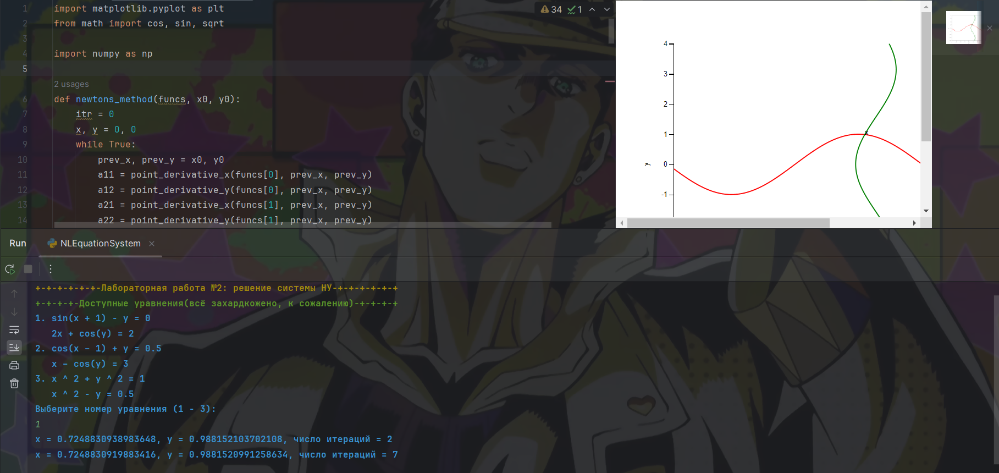 1 import matplotlib.pyplot as plt
2 from math import cos, sin, sqrt
3
4 import numpy as np
5
2 usages
6 def newtons_method(funcs, x0, y0):
7 itr = 0
8 x, y = 0, 0
9 while True:
10 prev_x, prev_y = x0, y0
11 a11 = point_derivative_x(funcs[0], prev_x, prev_y)
12 a12 = point_derivative_y(funcs[0], prev_x, prev_y)
13 a21 = point_derivative_x(funcs[1], prev_x, prev_y)
14 a22 = point_derivative_y(funcs[1], prev_x, prev_y)
34 1
4
3
2
1
0
-1
y
Run NLEquationSystem
+-+-+-+-+-+-Лабораторная работа №2: решение системы НУ-+-+-+-+-+-+
+-+-+-+-Доступные уравнения(всё захардкожено, к сожалению)-+-+-+-+
1. sin(x + 1) - y = 0
2x + cos(y) = 2
2. cos(x - 1) + y = 0.5
x - cos(y) = 3
3. x ^ 2 + y ^ 2 = 1
x ^ 2 - y = 0.5
Выберите номер уравнения (1 - 3):
1
x = 0.7248830938983648, y = 0.988152103702108, число итераций = 2
x = 0.7248830919883416, y = 0.9881520991258634, число итераций = 7